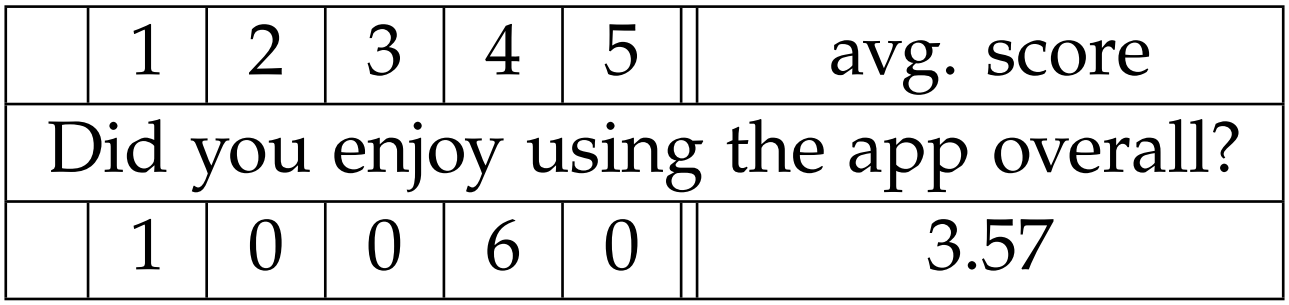 1 2 3 4 5 avg. score
Did you enjoy using the app overall?
1 0 0 6 0 3.57